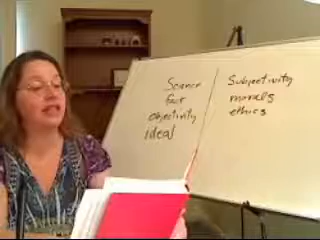 Science
fact
objectivity
ideal
Subjectivity
morals
ethics